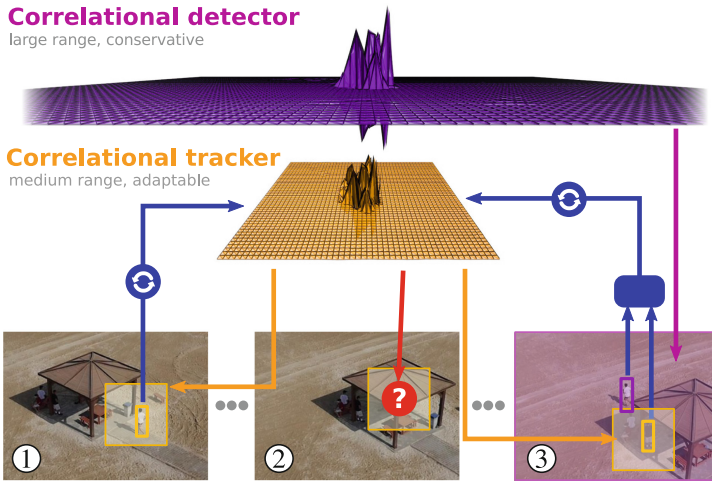 Correlational detector
large range, conservative
Correlational tracker
medium range, adaptable
?
1
2
3